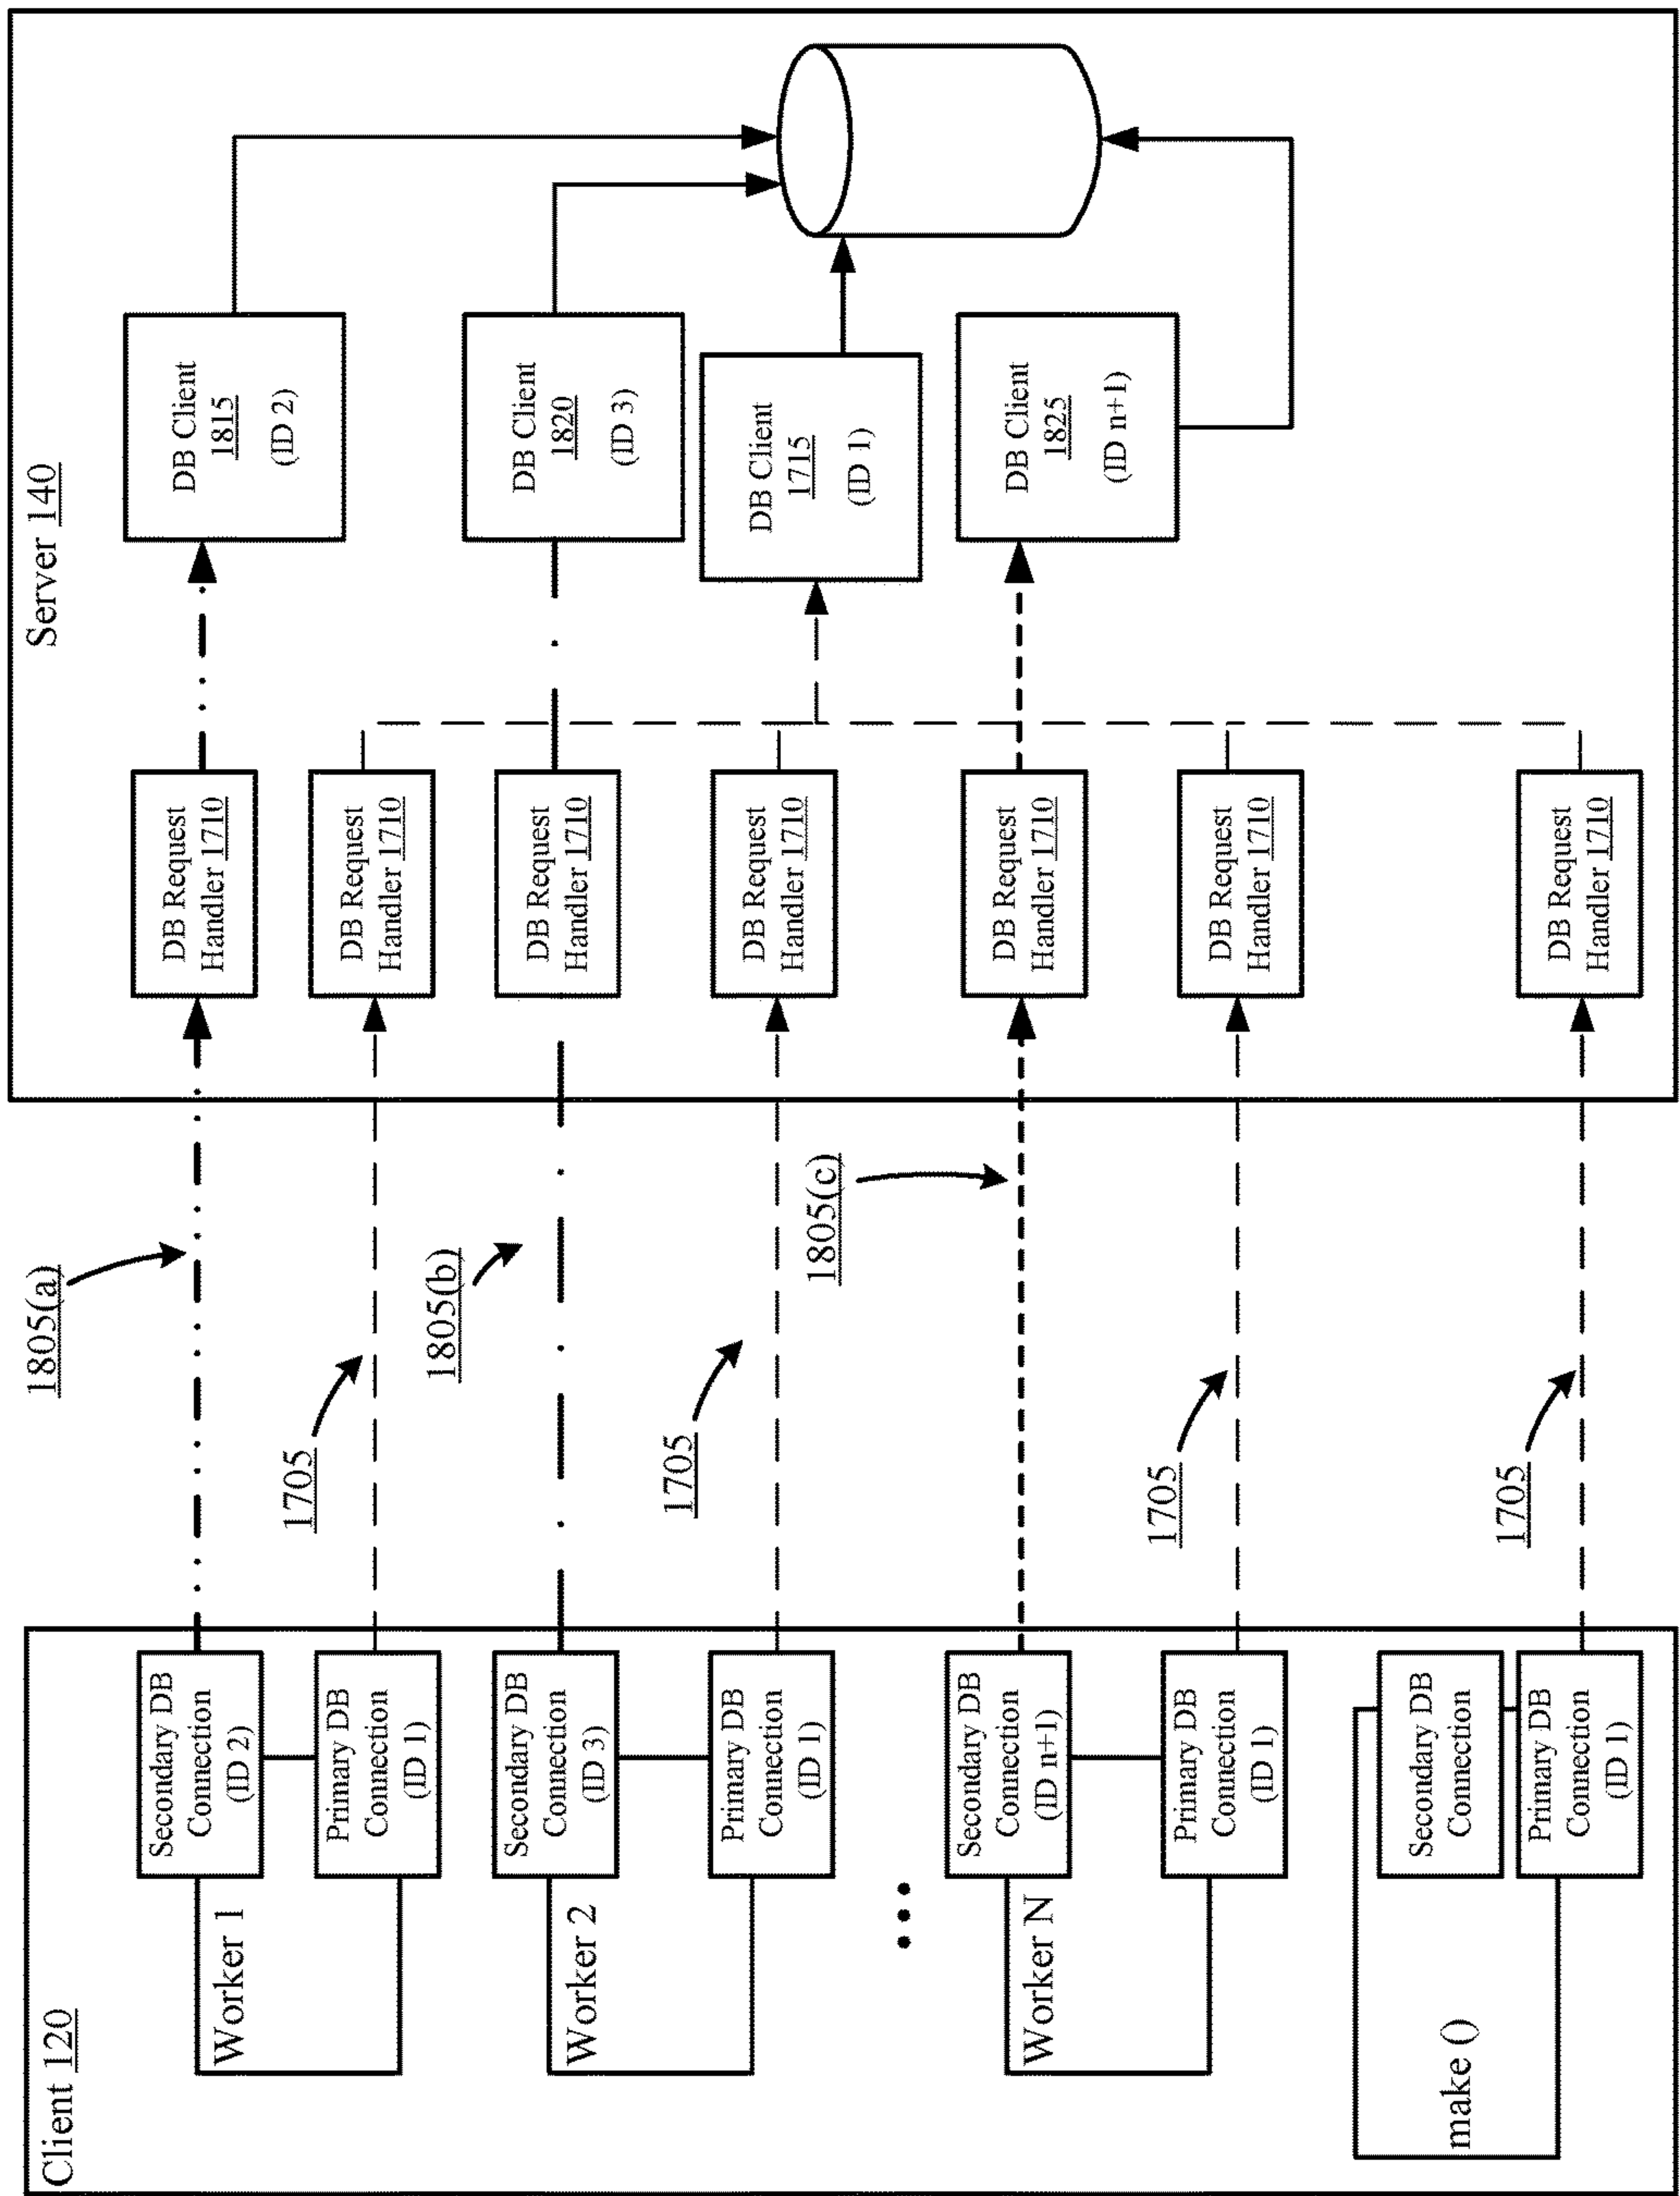 Client 120
Worker 1
Secondary DB
Connection
(ID 2)
Primary DB
Connection
(ID 1)
Worker 2
Secondary DB
Connection
(ID 3)
Primary DB
Connection
(ID 1)
...
Worker N
Secondary DB
Connection
(ID n+1)
Primary DB
Connection
(ID 1)
make ()
Secondary DB
Connection
Primary DB
Connection
(ID 1)
1805(a)
1705
1805(b)
1705
1805(c)
1705
1705
Server 140
DB Request
Handler 1710
DB Request
Handler 1710
DB Request
Handler 1710
DB Request
Handler 1710
DB Request
Handler 1710
DB Request
Handler 1710
DB Request
Handler 1710
DB Client
1815
(ID 2)
DB Client
1820
(ID 3)
DB Client
1715
(ID 1)
DB Client
1825
(ID n+1)